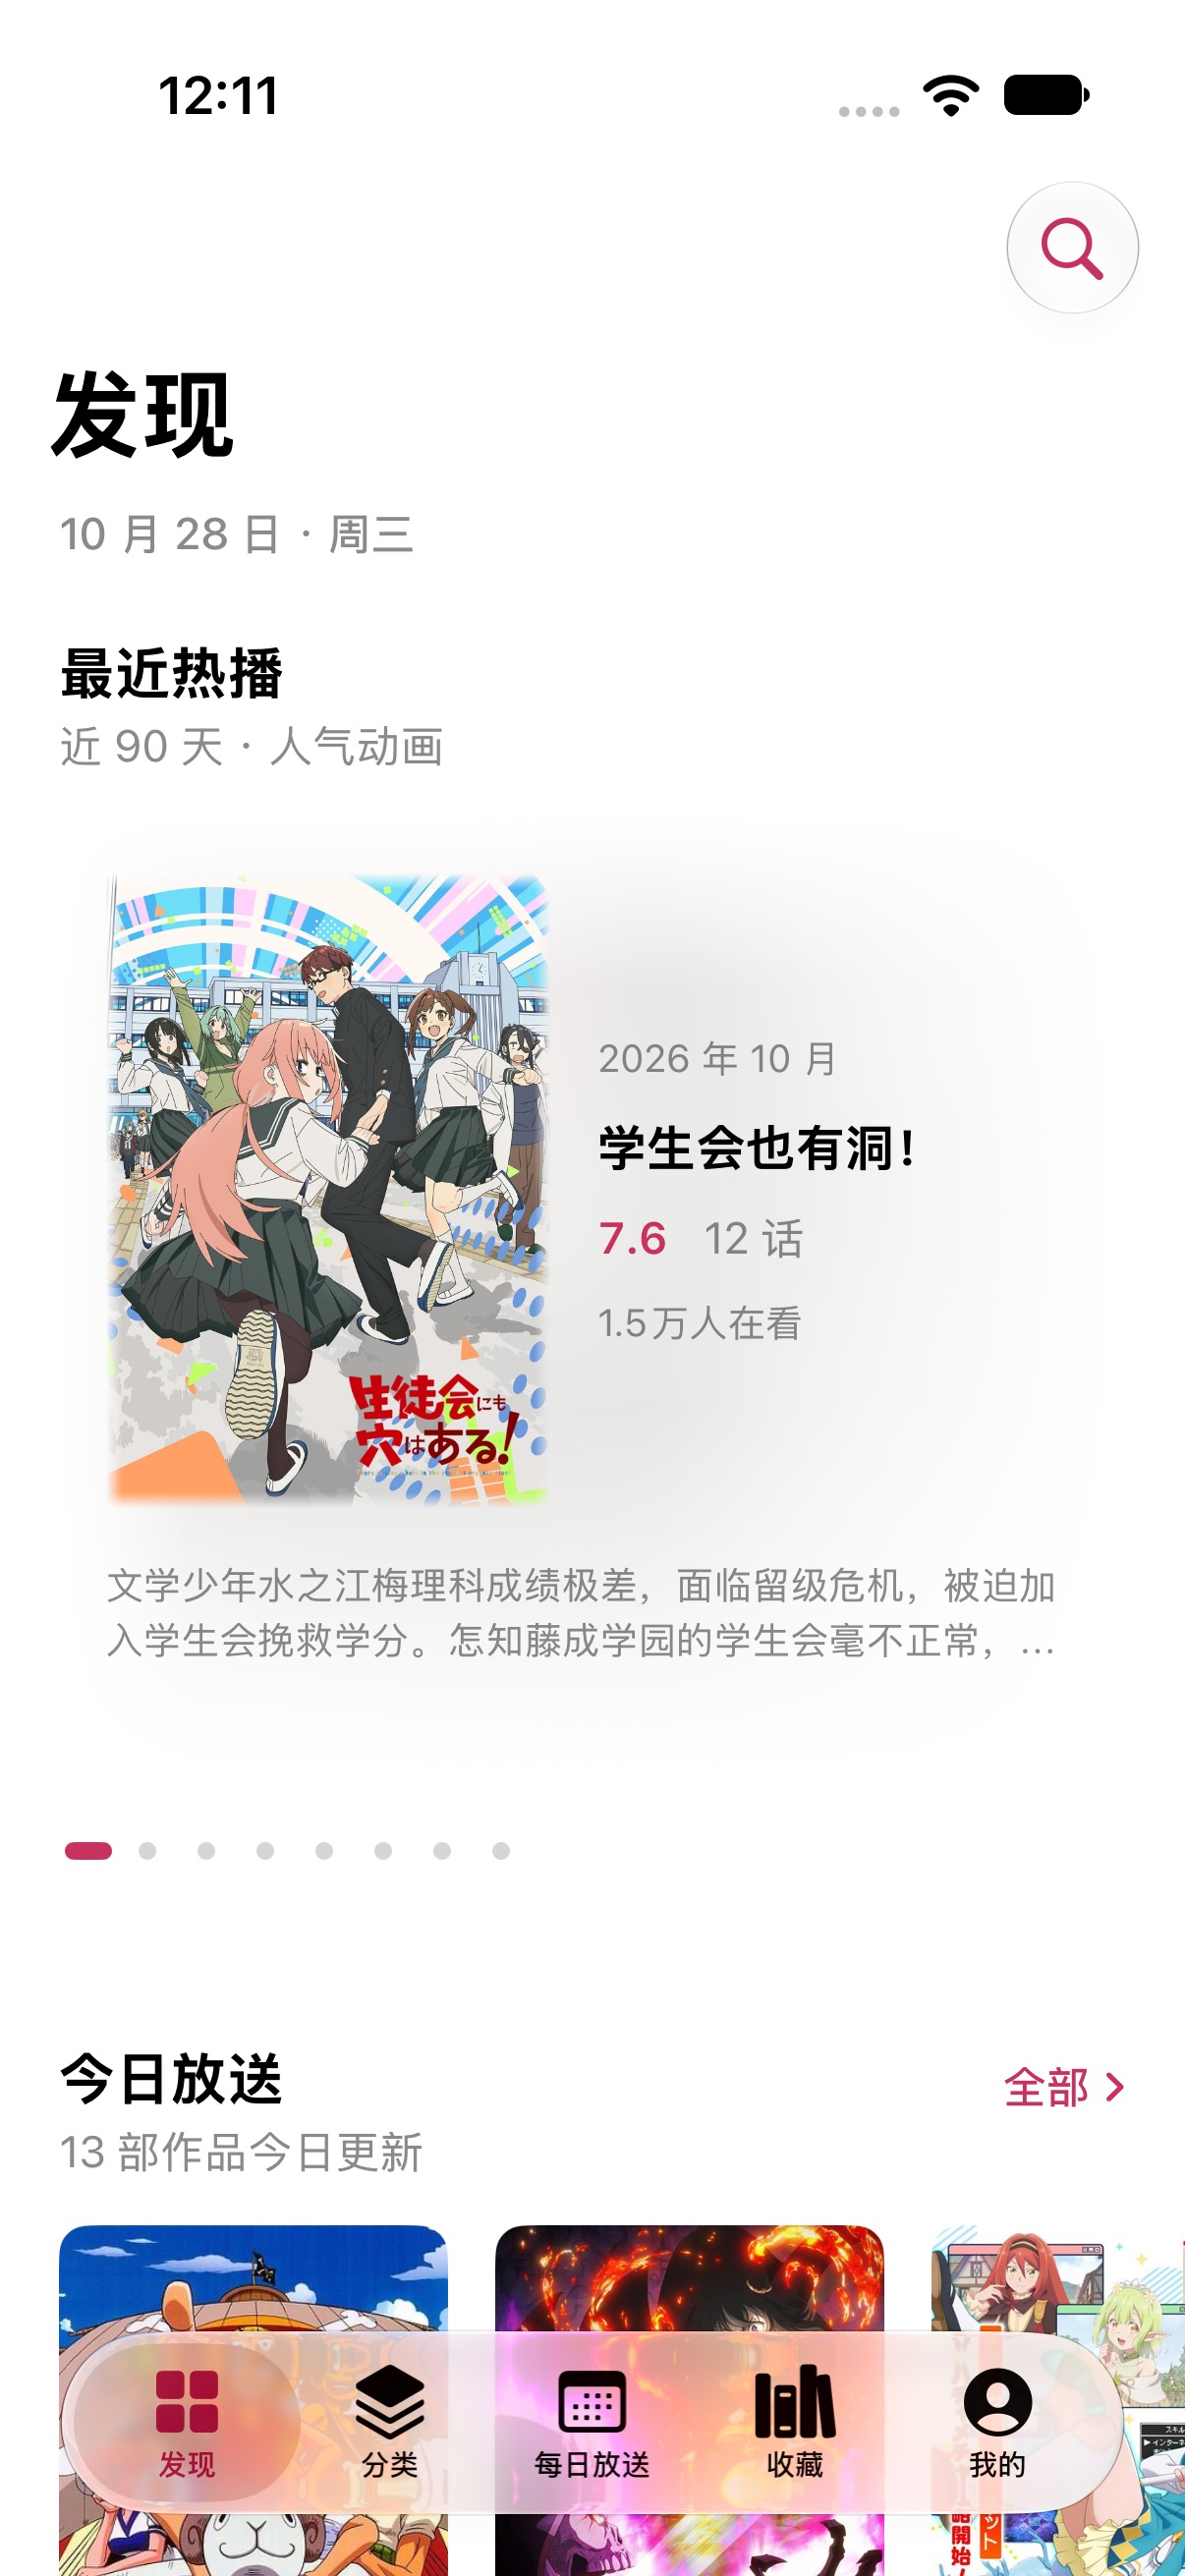 12:11
发现
10 月 28 日 · 周三
最近热播
近 90 天 · 人气动画
2026 年 10 月
学生会也有洞！
7.6 12 话
1.5万人在看
生徒会にも
穴はある!
文学少年水之江梅理科成绩极差，面临留级危机，被迫加
入学生会挽救学分。怎知藤成学园的学生会毫不正常，…
今日放送
全部
13 部作品今日更新
发现
分类
每日放送
收藏
我的